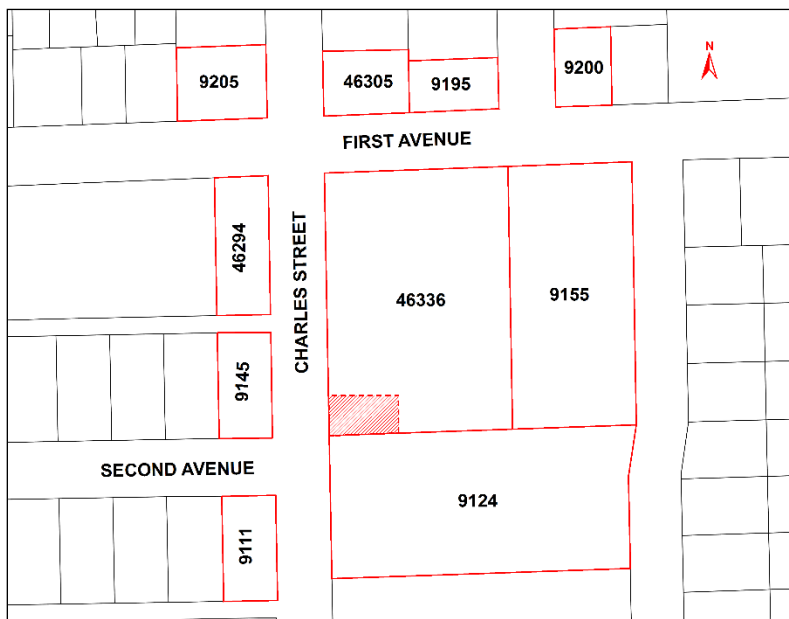 N
9205
46305
9195
9200
FIRST AVENUE
46294
CHARLES STREET
46336
9155
9145
SECOND AVENUE
9124
9111